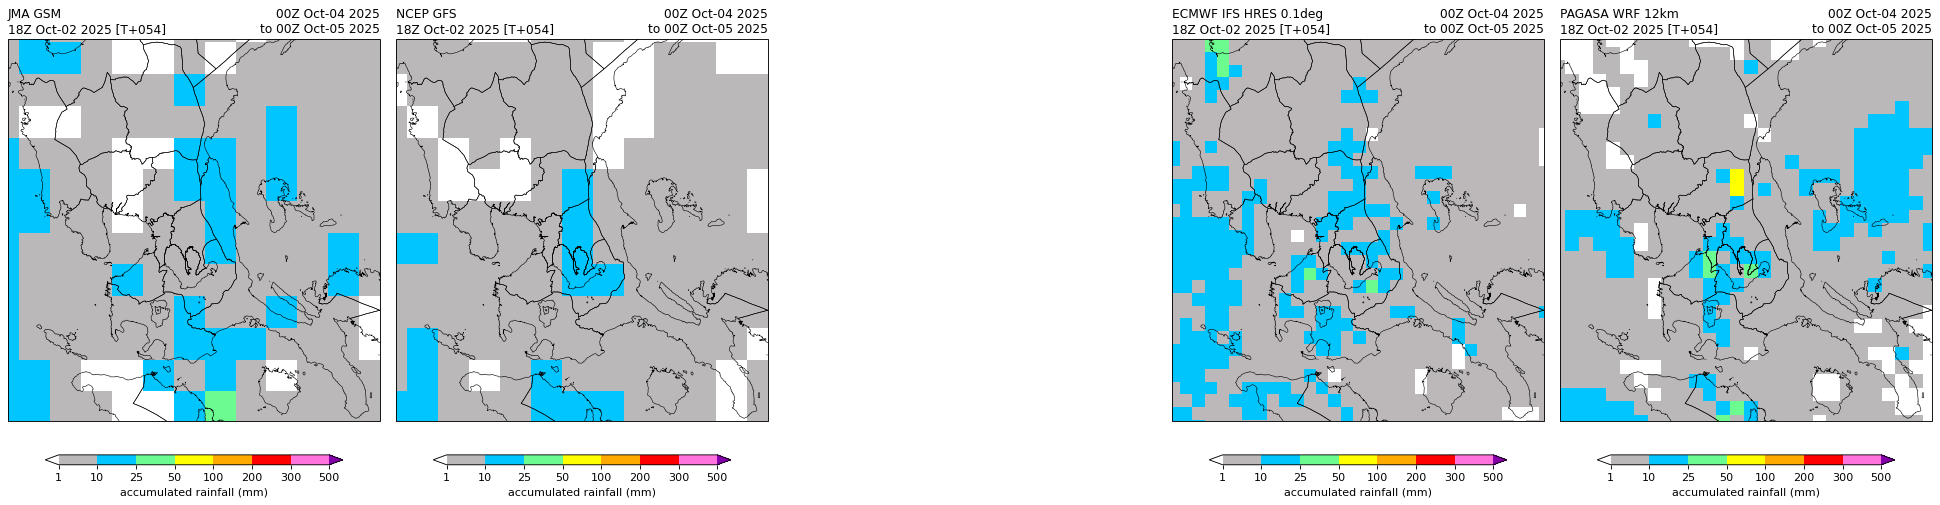 JMA GSM 00Z Oct-04 2025
18Z Oct-02 2025 [T+054] to 00Z Oct-05 2025
NCEP GFS 00Z Oct-04 2025
18Z Oct-02 2025 [T+054] to 00Z Oct-05 2025
ECMWF IFS HRES 0.1deg 00Z Oct-04 2025
18Z Oct-02 2025 [T+054] to 00Z Oct-05 2025
PAGASA WRF 12km 00Z Oct-04 2025
18Z Oct-02 2025 [T+054] to 00Z Oct-05 2025
1 10 25 50 100 200 300 500
accumulated rainfall (mm)
1 10 25 50 100 200 300 500
accumulated rainfall (mm)
1 10 25 50 100 200 300 500
accumulated rainfall (mm)
1 10 25 50 100 200 300 500
accumulated rainfall (mm)